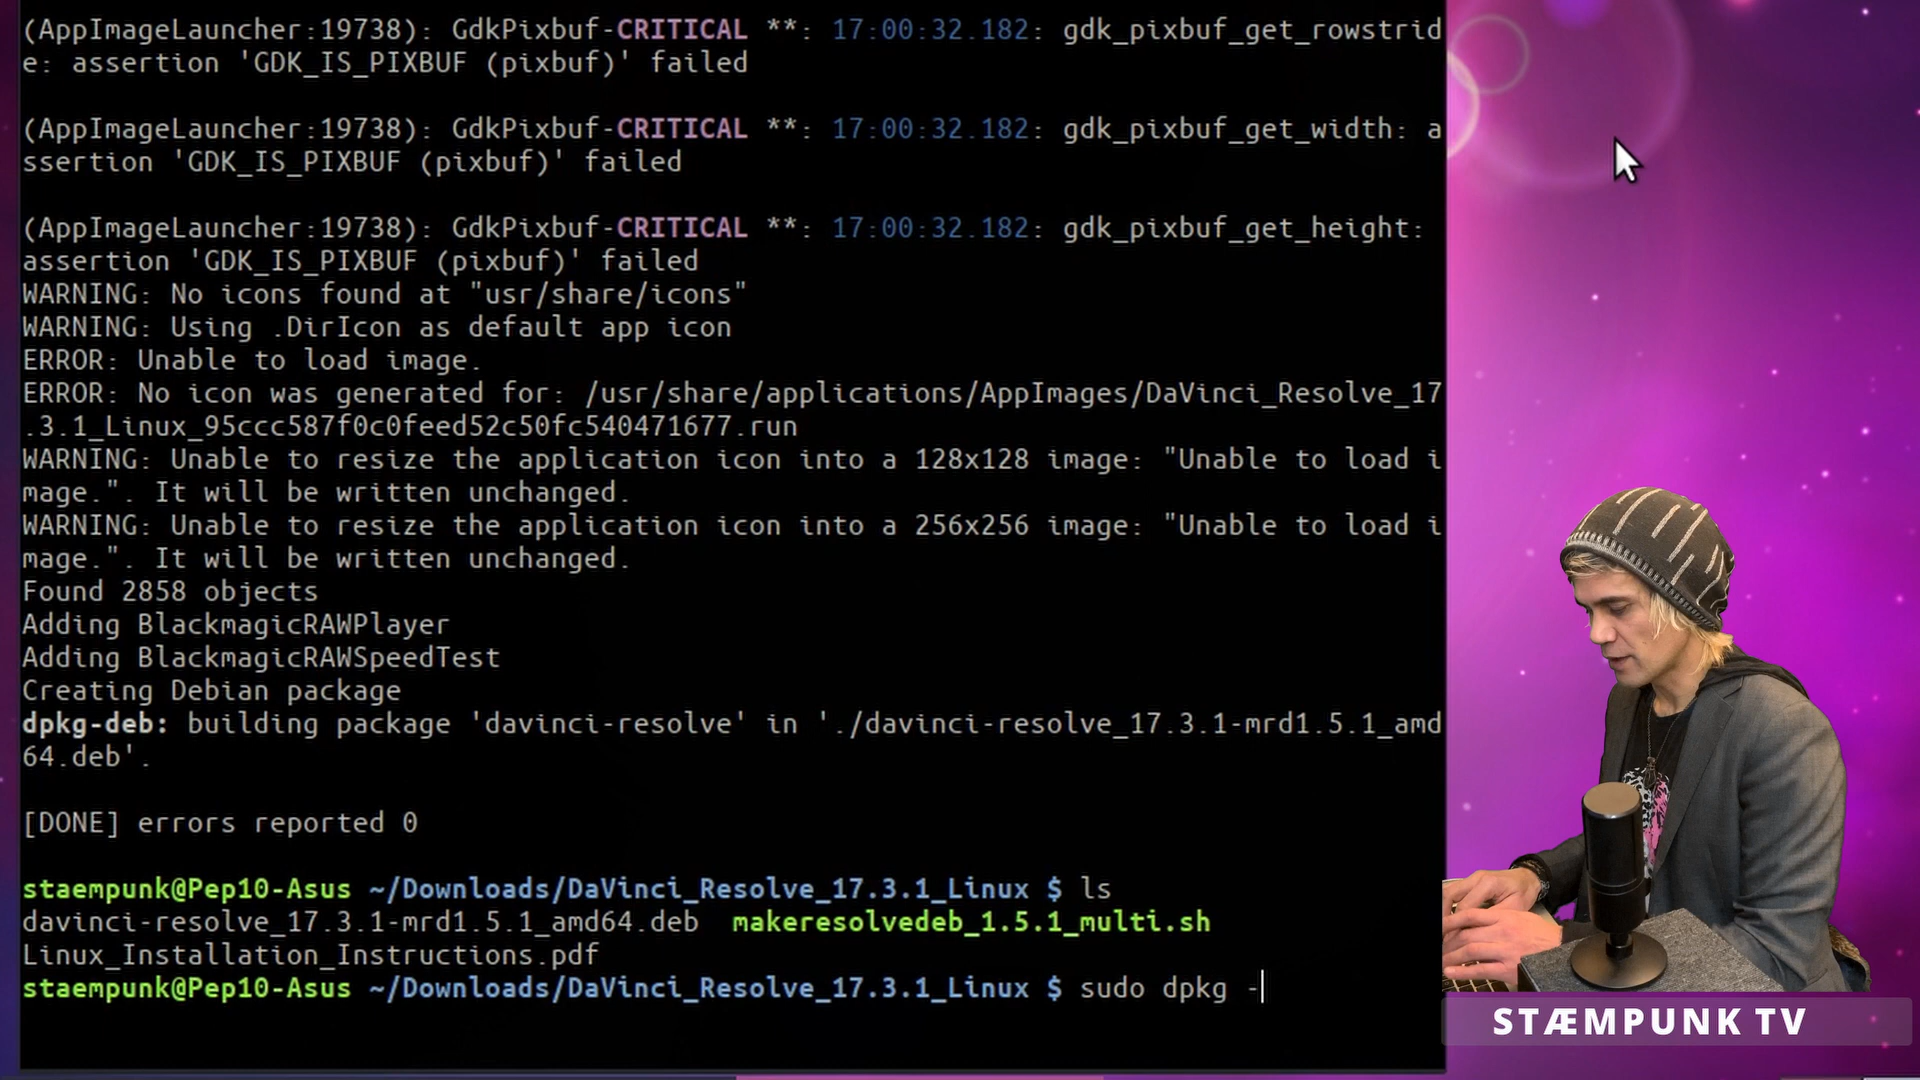 (AppImageLauncher:19738): GdkPixbuf-CRITICAL **: 17:00:32.182: gdk_pixbuf_get_rowstrid
e: assertion 'GDK_IS_PIXBUF (pixbuf)' failed
(AppImageLauncher:19738): GdkPixbuf-CRITICAL **: 17:00:32.182: gdk_pixbuf_get_width: a
ssertion 'GDK_IS_PIXBUF (pixbuf)' failed
(AppImageLauncher:19738): GdkPixbuf-CRITICAL **: 17:00:32.182: gdk_pixbuf_get_height:
assertion 'GDK_IS_PIXBUF (pixbuf)' failed
WARNING: No icons found at "usr/share/icons"
WARNING: Using .DirIcon as default app icon
ERROR: Unable to load image.
ERROR: No icon was generated for: /usr/share/applications/AppImages/DaVinci_Resolve_17
.3.1_Linux_95ccc587f0c0feed52c50fc540471677.run
WARNING: Unable to resize the application icon into a 128x128 image: "Unable to load i
mage.". It will be written unchanged.
WARNING: Unable to resize the application icon into a 256x256 image: "Unable to load i
mage.". It will be written unchanged.
Found 2858 objects
Adding BlackmagicRAWPlayer
Adding BlackmagicRAWSpeedTest
Creating Debian package
dpkg-deb: building package 'davinci-resolve' in './davinci-resolve_17.3.1-mrd1.5.1_amd
64.deb'.
[DONE] errors reported 0
staempunk@Pep10-Asus ~/Downloads/DaVinci_Resolve_17.3.1_Linux $ ls
davinci-resolve_17.3.1-mrd1.5.1_amd64.deb  makeresolvedeb_1.5.1_multi.sh
Linux_Installation_Instructions.pdf
staempunk@Pep10-Asus ~/Downloads/DaVinci_Resolve_17.3.1_Linux $ sudo dpkg -
STÆMPUNK TV